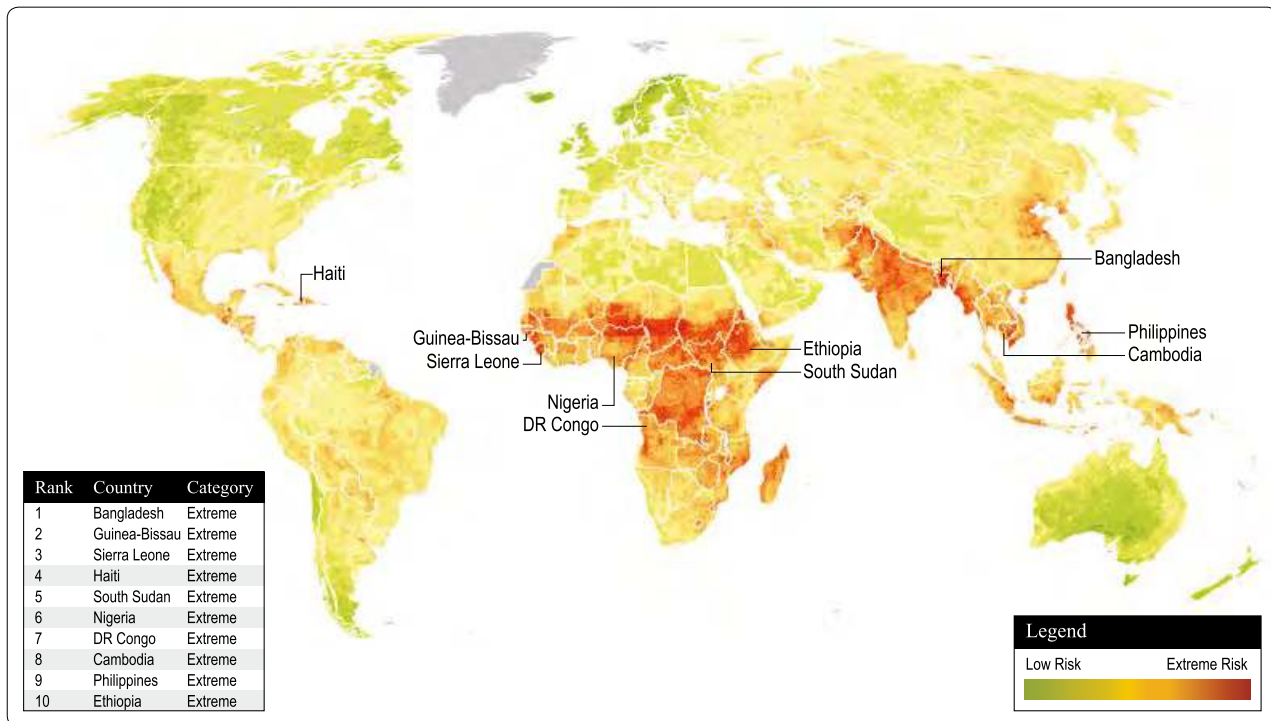 Haiti
Bangladesh
Guinea-Bissau
Sierra Leone
Philippines
Cambodia
Ethiopia
South Sudan
Nigeria
DR Congo
Rank Country Category
1 Bangladesh Extreme
2 Guinea-Bissau Extreme
3 Sierra Leone Extreme
4 Haiti Extreme
5 South Sudan Extreme
6 Nigeria Extreme
7 DR Congo Extreme
8 Cambodia Extreme
9 Philippines Extreme
10 Ethiopia Extreme
Legend
Low Risk Extreme Risk